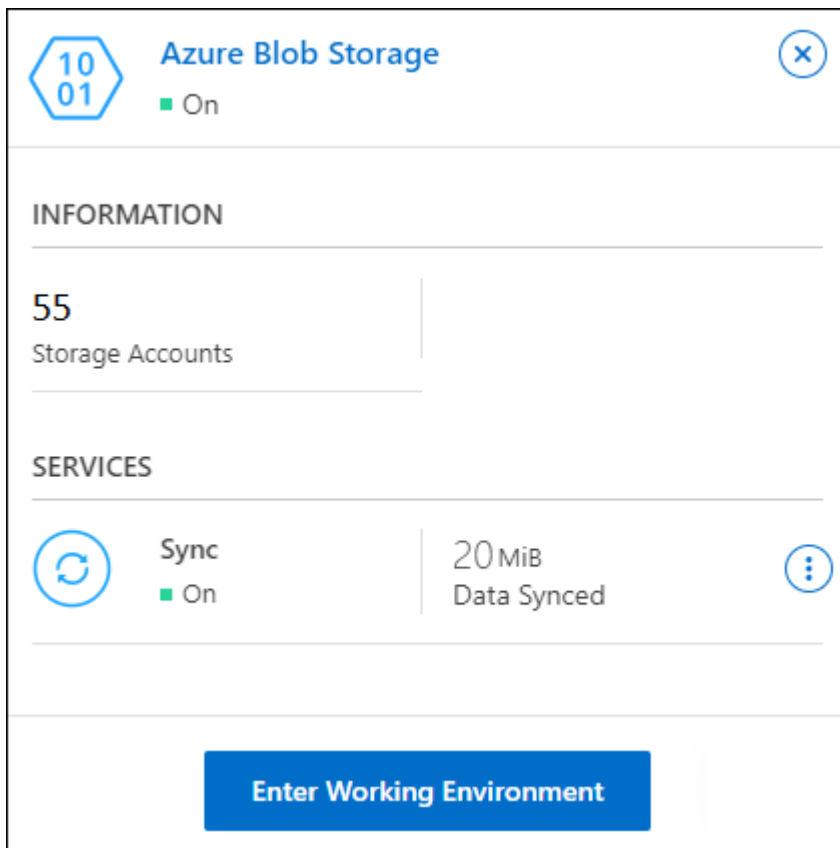 10
01
Azure Blob Storage
On
INFORMATION
55
Storage Accounts
SERVICES
Sync
On
20 MiB
Data Synced
Enter Working Environment